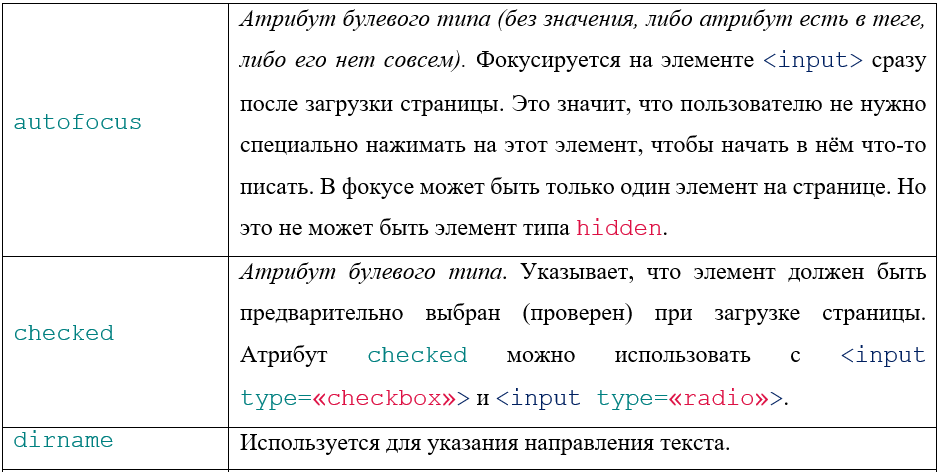 autofocus
Атрибут булевого типа (без значения, либо атрибут есть в теге,
либо его нет совсем). Фокусируется на элементе <input> сразу
после загрузки страницы. Это значит, что пользователю не нужно
специально нажимать на этот элемент, чтобы начать в нём что-то
писать. В фокусе может быть только один элемент на странице. Но
это не может быть элемент типа hidden.
checked
Атрибут булевого типа. Указывает, что элемент должен быть
предварительно выбран (проверен) при загрузке страницы.
Атрибут checked можно использовать с <input
type=«checkbox»> и <input type=«radio»>.
dirname
Используется для указания направления текста.